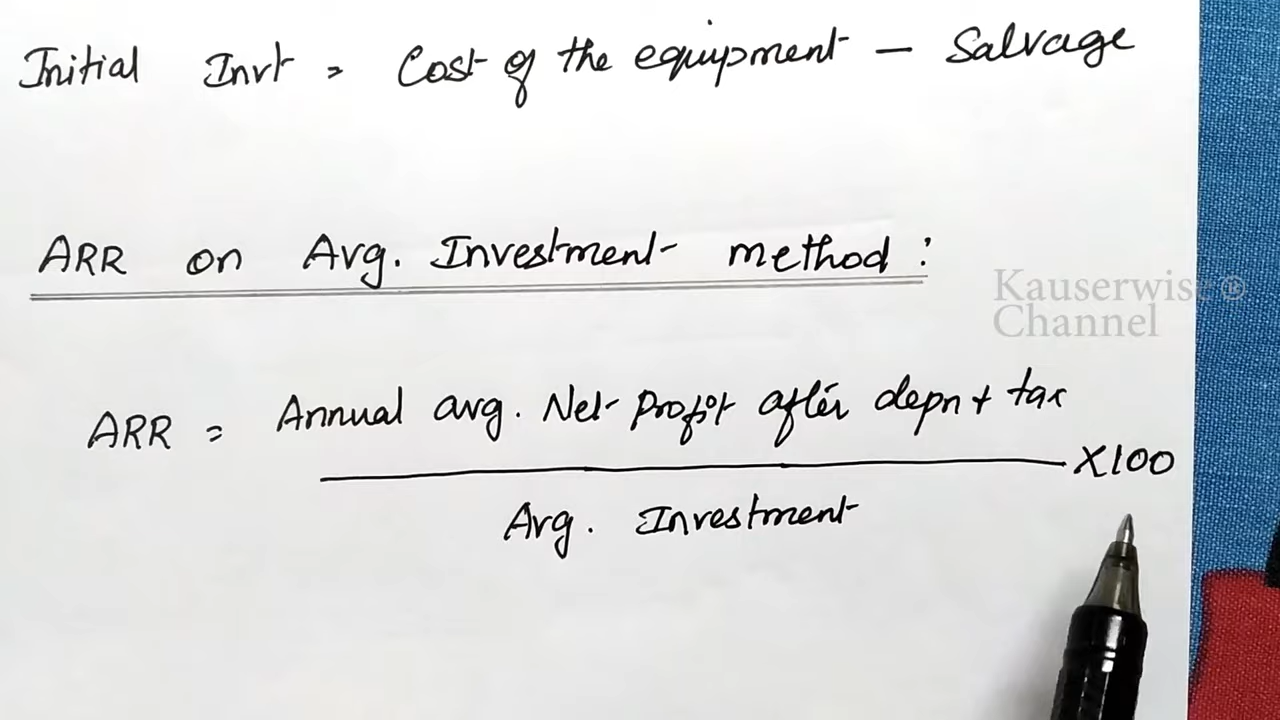 Initial Invt = Cost of the equipment - Salvage
ARR on Avg. Investment method :
Kauserwise ®
Channel
ARR = Annual avg. Net Profit after depn & tax
X100
Avg. Investment